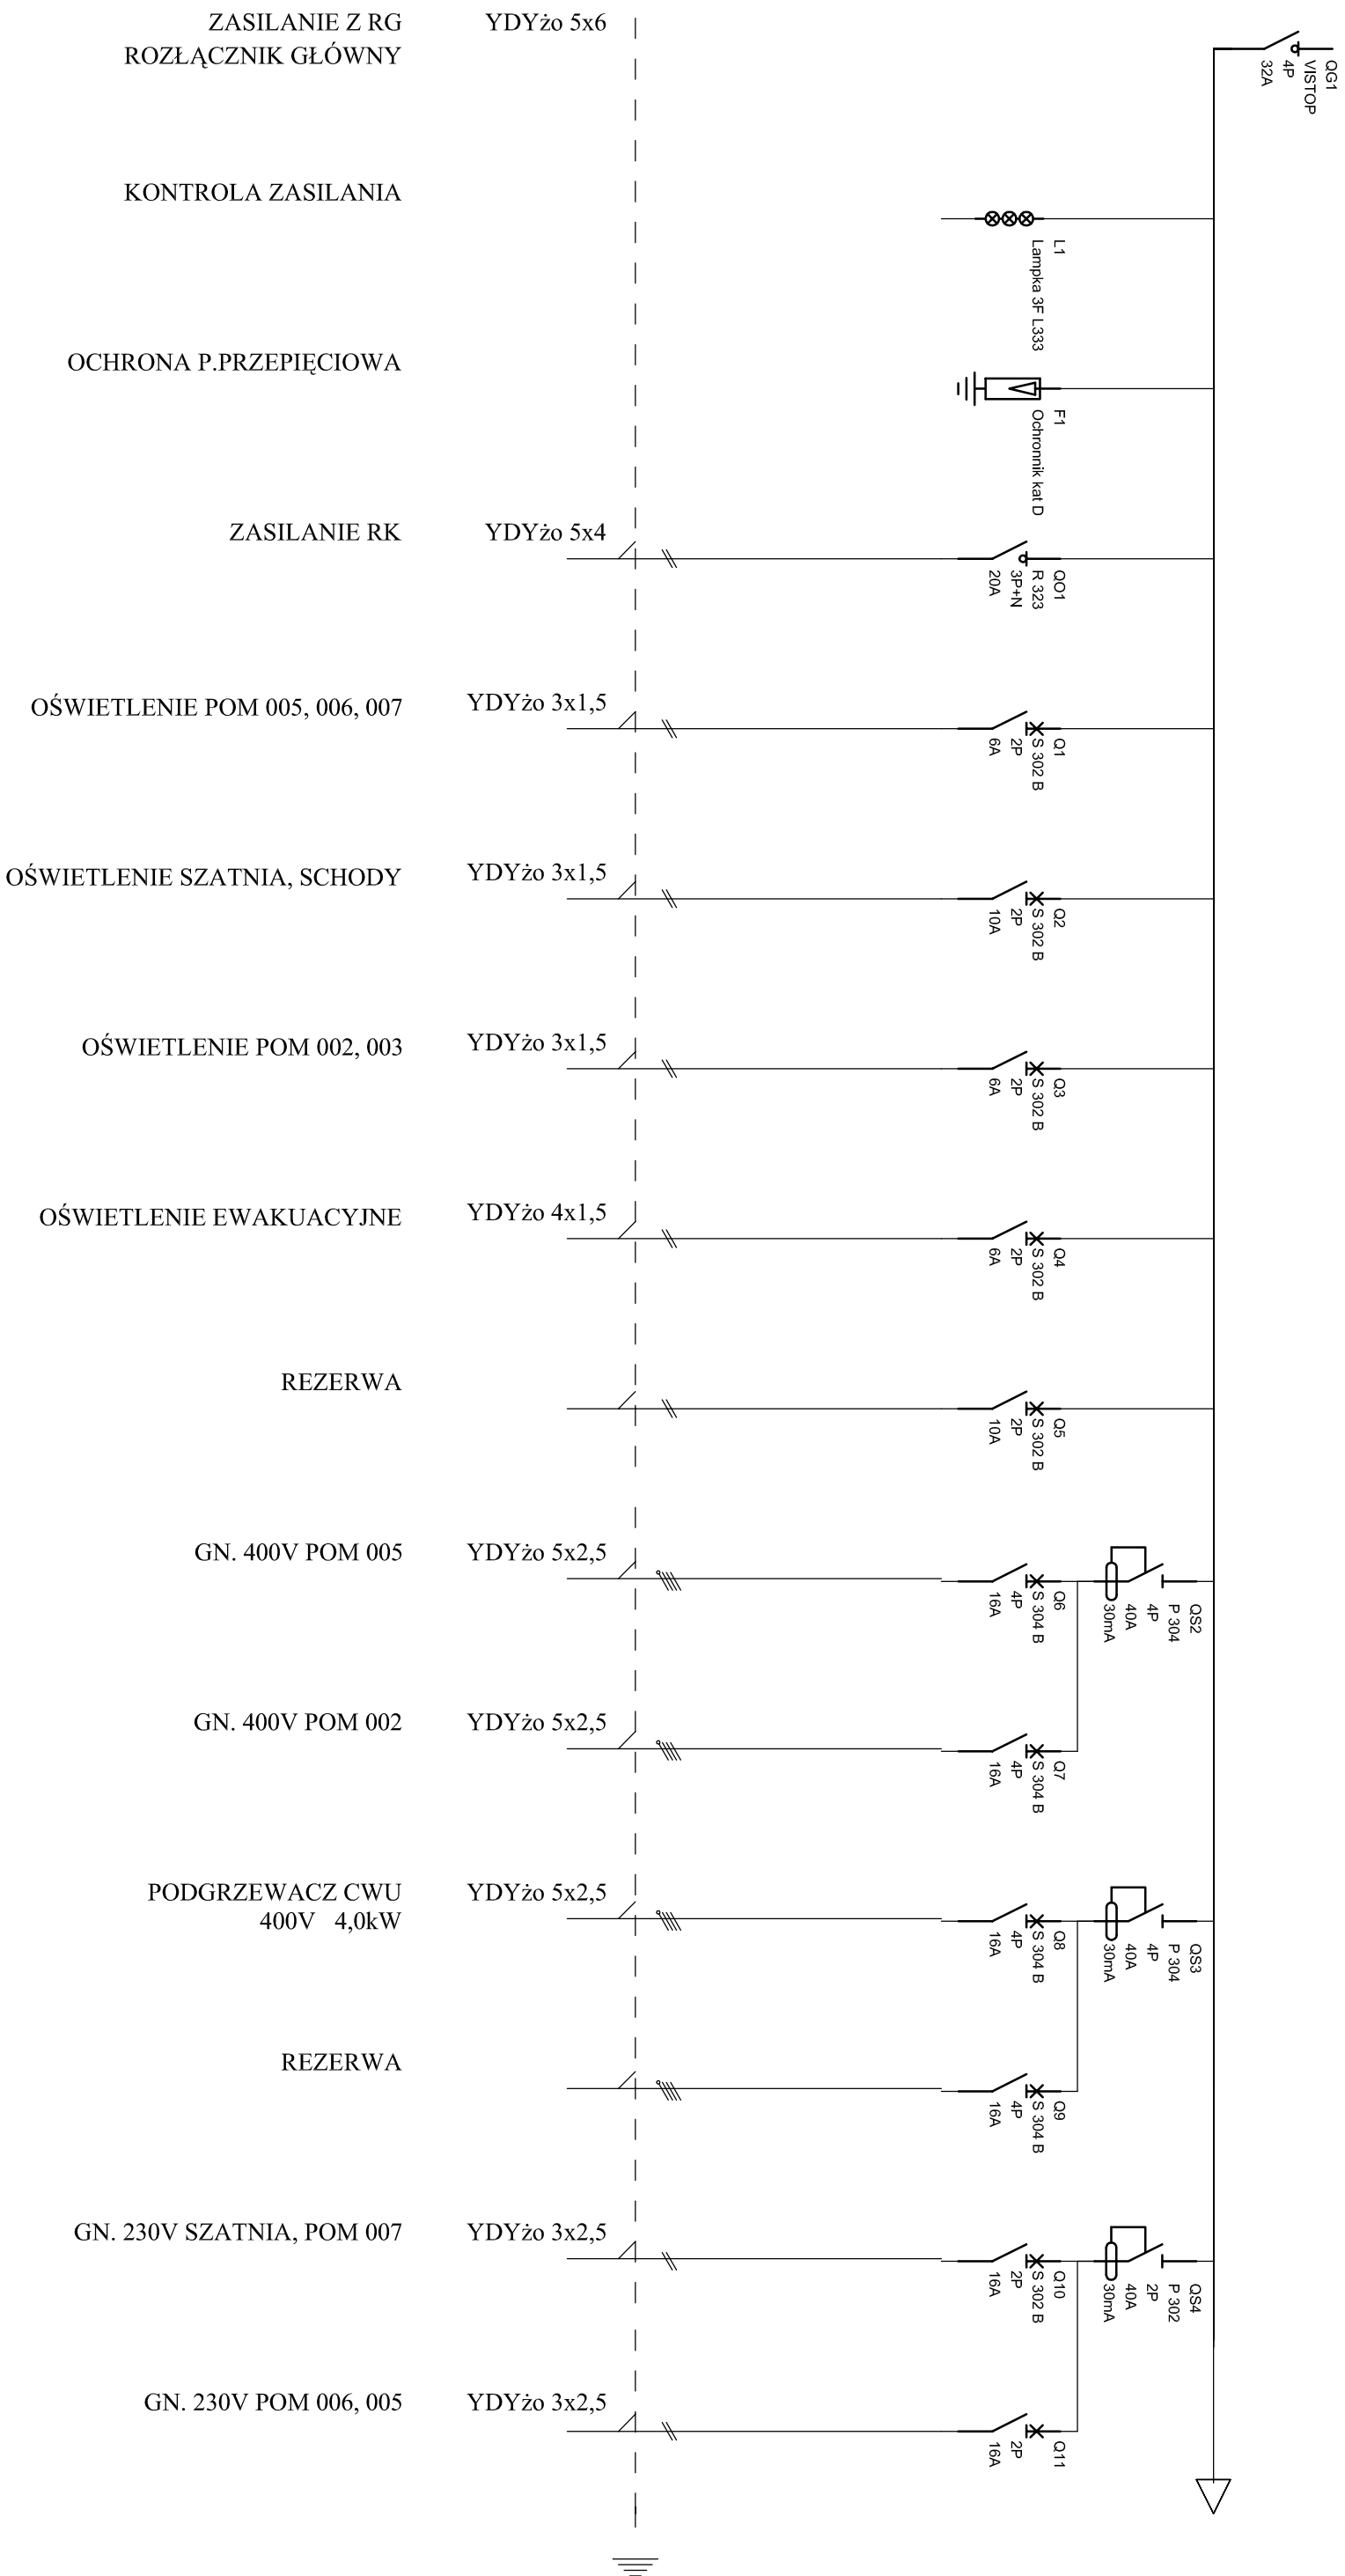 ZASILANIE Z RG
YDYżo 5x6
ROZŁĄCZNIK GŁÓWNY
QG1
VISTOP
4P
32A
KONTROLA ZASILANIA
L1
Lampka 3F L333
OCHRONA P.PRZEPIĘCIOWA
F1
Ochronnik kat D
ZASILANIE RK
YDYżo 5x4
QO1
R 323
3P+N
20A
OŚWIETLENIE POM 005, 006, 007
YDYżo 3x1,5
Q1
S 302 B
2P
6A
OŚWIETLENIE SZATNIA, SCHODY
YDYżo 3x1,5
Q2
S 302 B
2P
10A
OŚWIETLENIE POM 002, 003
YDYżo 3x1,5
Q3
S 302 B
2P
6A
OŚWIETLENIE EWAKUACYJNE
YDYżo 4x1,5
Q4
S 302 B
2P
6A
REZERWA
Q5
S 302 B
2P
10A
GN. 400V POM 005
YDYżo 5x2,5
Q6
S 304 B
4P
16A
QS2
P 304
4P
40A
30mA
GN. 400V POM 002
YDYżo 5x2,5
Q7
S 304 B
4P
16A
PODGRZEWACZ CWU
400V 4,0kW
YDYżo 5x2,5
Q8
S 304 B
4P
16A
QS3
P 304
4P
40A
30mA
REZERWA
Q9
S 304 B
4P
16A
GN. 230V SZATNIA, POM 007
YDYżo 3x2,5
Q10
S 302 B
2P
16A
QS4
P 302
2P
40A
30mA
GN. 230V POM 006, 005
YDYżo 3x2,5
Q11
2P
16A